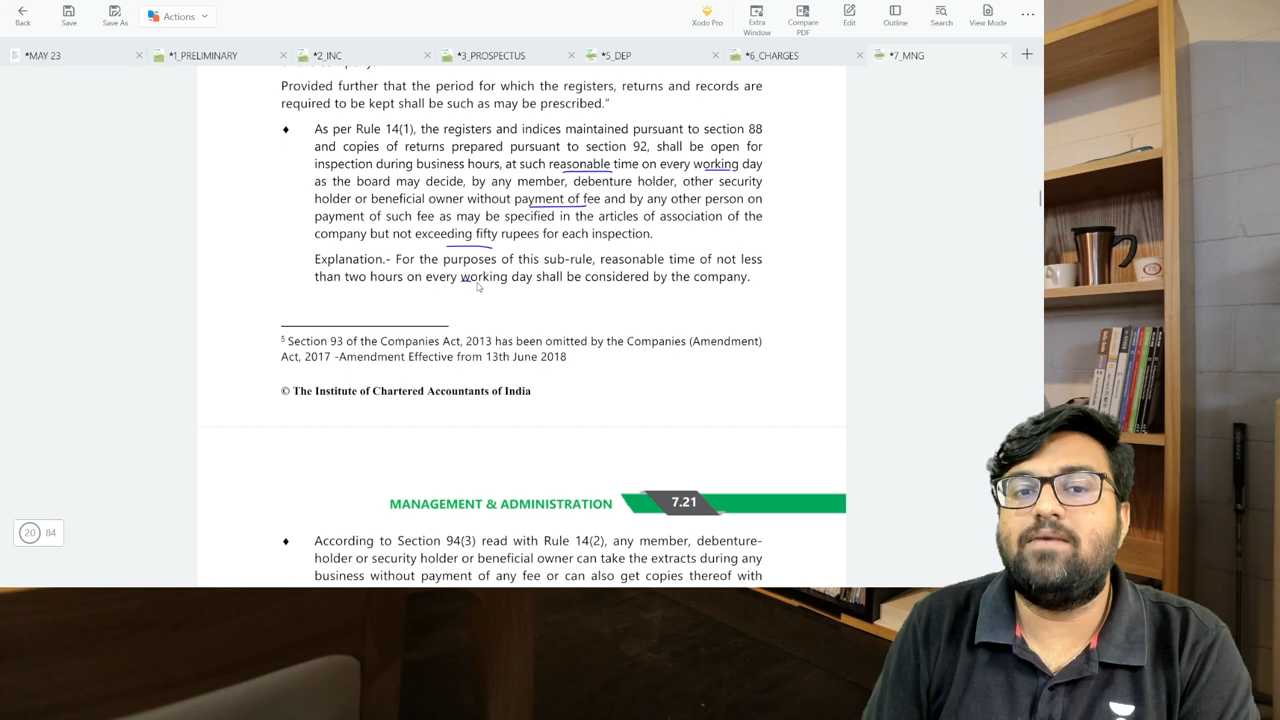 Back
Save
Save As
Actions
Xodo Pro
Extra Window
Compare PDF
Edit
Outline
Search
View Mode
*MAY 23
*1_PRELIMINARY
*2_INC
*3_PROSPECTUS
*5_DEP
*6_CHARGES
*7_MNG
Provided further that the period for which the registers, returns and records are
required to be kept shall be such as may be prescribed.”
♦ As per Rule 14(1), the registers and indices maintained pursuant to section 88
and copies of returns prepared pursuant to section 92, shall be open for
inspection during business hours, at such reasonable time on every working day
as the board may decide, by any member, debenture holder, other security
holder or beneficial owner without payment of fee and by any other person on
payment of such fee as may be specified in the articles of association of the
company but not exceeding fifty rupees for each inspection.
Explanation.- For the purposes of this sub-rule, reasonable time of not less
than two hours on every working day shall be considered by the company.
5 Section 93 of the Companies Act, 2013 has been omitted by the Companies (Amendment)
Act, 2017 -Amendment Effective from 13th June 2018
© The Institute of Chartered Accountants of India
MANAGEMENT & ADMINISTRATION 7.21
20 84
♦ According to Section 94(3) read with Rule 14(2), any member, debenture-
holder or security holder or beneficial owner can take the extracts during any
business without payment of any fee or can also get copies thereof with